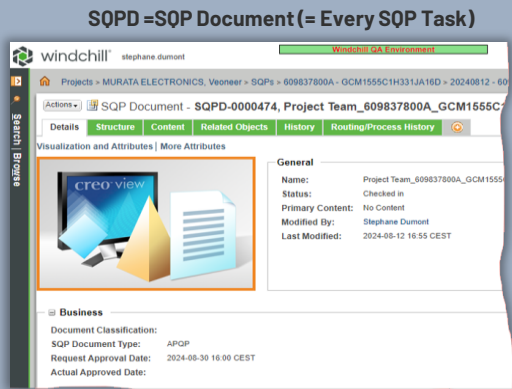 SQPD =SQP Document (= Every SQP Task)
windchill® stephane.dumont Windchill QA Environment
Projects > MURATA ELECTRONICS, Veoneer > SQPs > 609837800A - GCM1555C1H331JA16D > 20240812 - 60
Actions SQP Document - SQPD-0000474, Project Team_609837800A_GCM1555C
Details Structure Content Related Objects History Routing/Process History
Search | Browse
Visualization and Attributes | More Attributes
creo view
General
Name: Project Team_609837800A_GCM1555
Status: Checked in
Primary Content: No Content
Modified By: Stephane Dumont
Last Modified: 2024-08-12 16:55 CEST
Business
Document Classification:
SQP Document Type: APQP
Request Approval Date: 2024-08-30 16:00 CEST
Actual Approved Date: